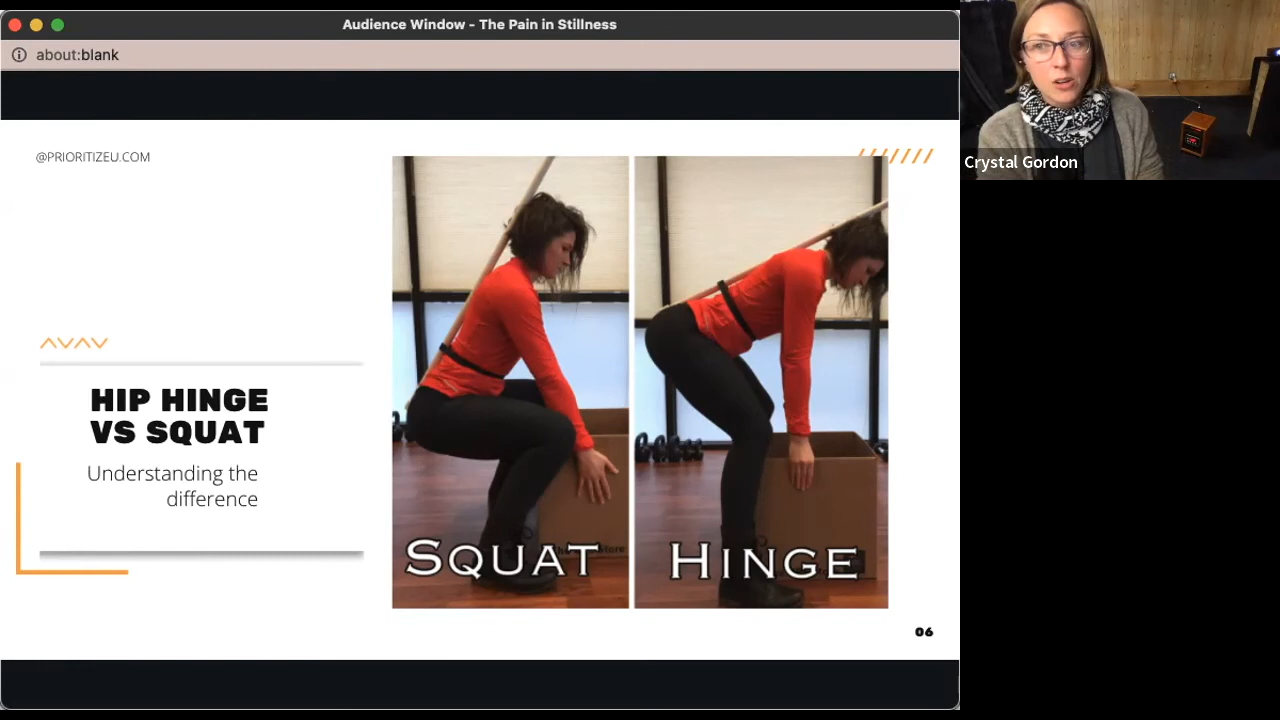 Audience Window - The Pain in Stillness
about:blank
@PRIORITIZEU.COM
HIP HINGE
VS SQUAT
Understanding the
difference
SQUAT
HINGE
06
Crystal Gordon